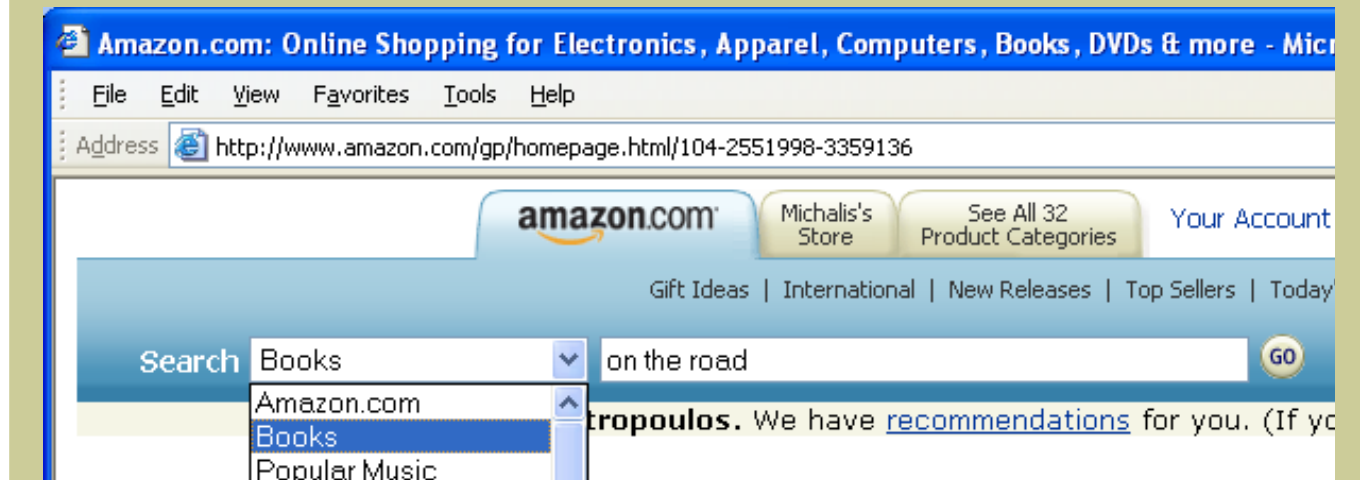 Amazon.com: Online Shopping for Electronics, Apparel, Computers, Books, DVDs & more - Micr
File Edit View Favorites Tools Help
Address http://www.amazon.com/gp/homepage.html/104-2551998-3359136
amazon.com Michalis's Store See All 32 Product Categories Your Account
Gift Ideas | International | New Releases | Top Sellers | Today'
Search Books on the road GO
Amazon.com
tropoulos. We have recommendations for you. (If yo
Books
Popular Music